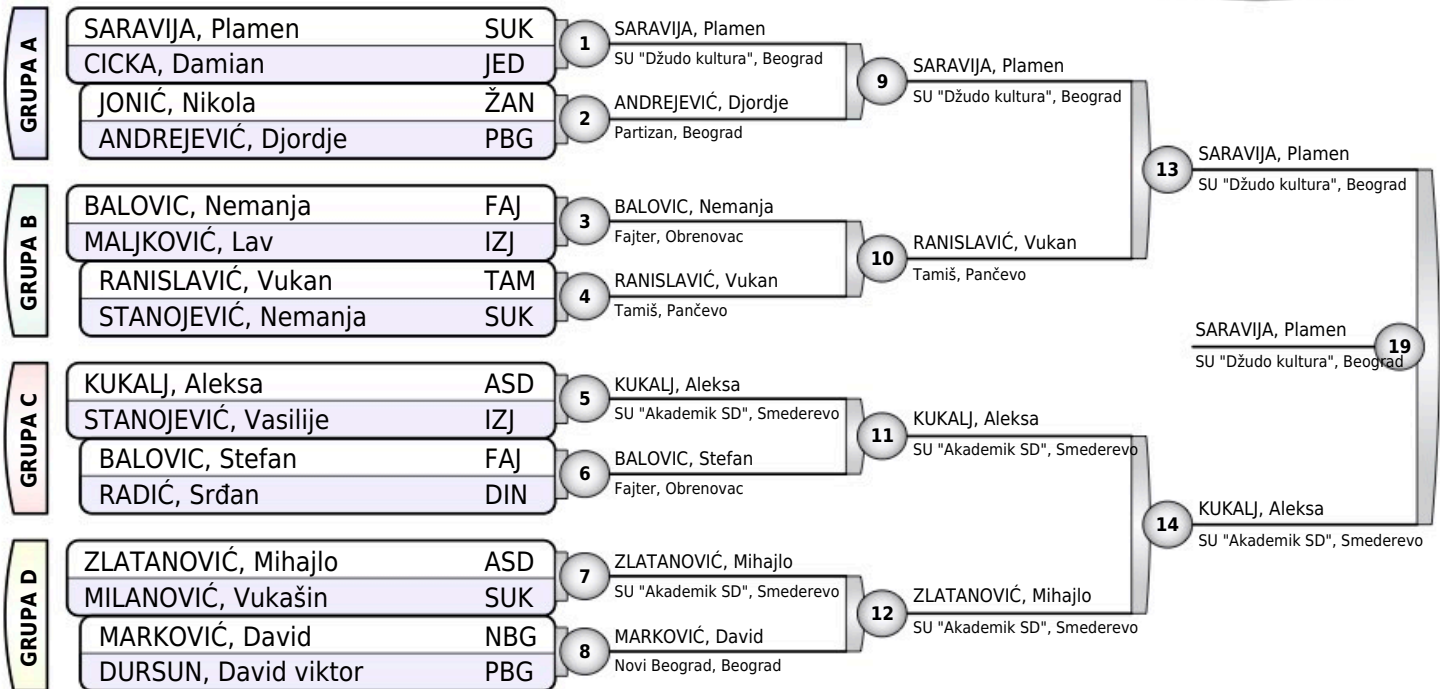 GRUPA A
SARAVIJA, Plamen SUK
CICKA, Damian JED
JONIĆ, Nikola ŽAN
ANDREJEVIĆ, Djordje PBG
GRUPA B
BALOVIC, Nemanja FAJ
MALJKOVIĆ, Lav IZJ
RANISLAVIĆ, Vukan TAM
STANOJEVIĆ, Nemanja SUK
GRUPA C
KUKALJ, Aleksa ASD
STANOJEVIĆ, Vasilije IZJ
BALOVIC, Stefan FAJ
RADIĆ, Srđan DIN
GRUPA D
ZLATANOVIĆ, Mihajlo ASD
MILANOVIĆ, Vukašin SUK
MARKOVIĆ, David NBG
DURSUN, David viktor PBG
1
SARAVIJA, Plamen
SU "Džudo kultura", Beograd
2
ANDREJEVIĆ, Djordje
Partizan, Beograd
3
BALOVIC, Nemanja
Fajter, Obrenovac
4
RANISLAVIĆ, Vukan
Tamiš, Pančevo
5
KUKALJ, Aleksa
SU "Akademik SD", Smederevo
6
BALOVIC, Stefan
Fajter, Obrenovac
7
ZLATANOVIĆ, Mihajlo
SU "Akademik SD", Smederevo
8
MARKOVIĆ, David
Novi Beograd, Beograd
9
SARAVIJA, Plamen
SU "Džudo kultura", Beograd
10
RANISLAVIĆ, Vukan
Tamiš, Pančevo
11
KUKALJ, Aleksa
SU "Akademik SD", Smederevo
12
ZLATANOVIĆ, Mihajlo
SU "Akademik SD", Smederevo
13
SARAVIJA, Plamen
SU "Džudo kultura", Beograd
14
KUKALJ, Aleksa
SU "Akademik SD", Smederevo
SARAVIJA, Plamen
19
SU "Džudo kultura", Beograd